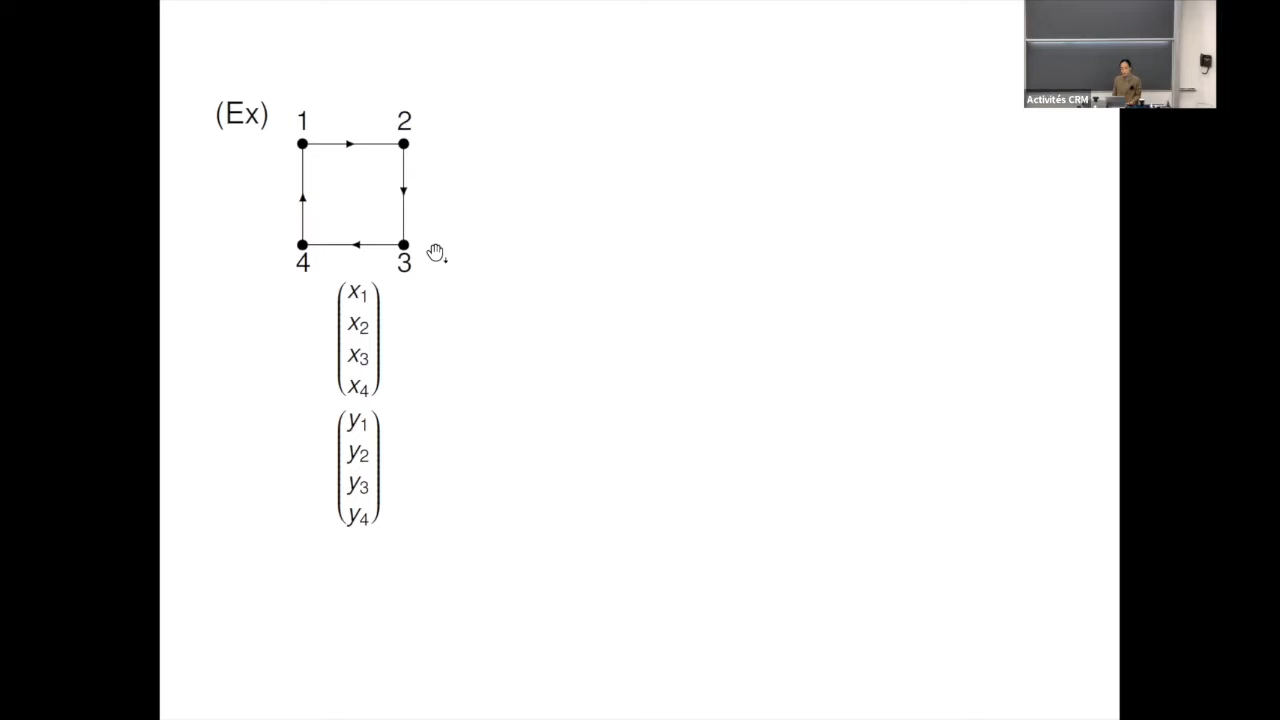 Activités CRM
(Ex)
1 2
4 3
x₁
x₂
x₃
x₄
y₁
y₂
y₃
y₄